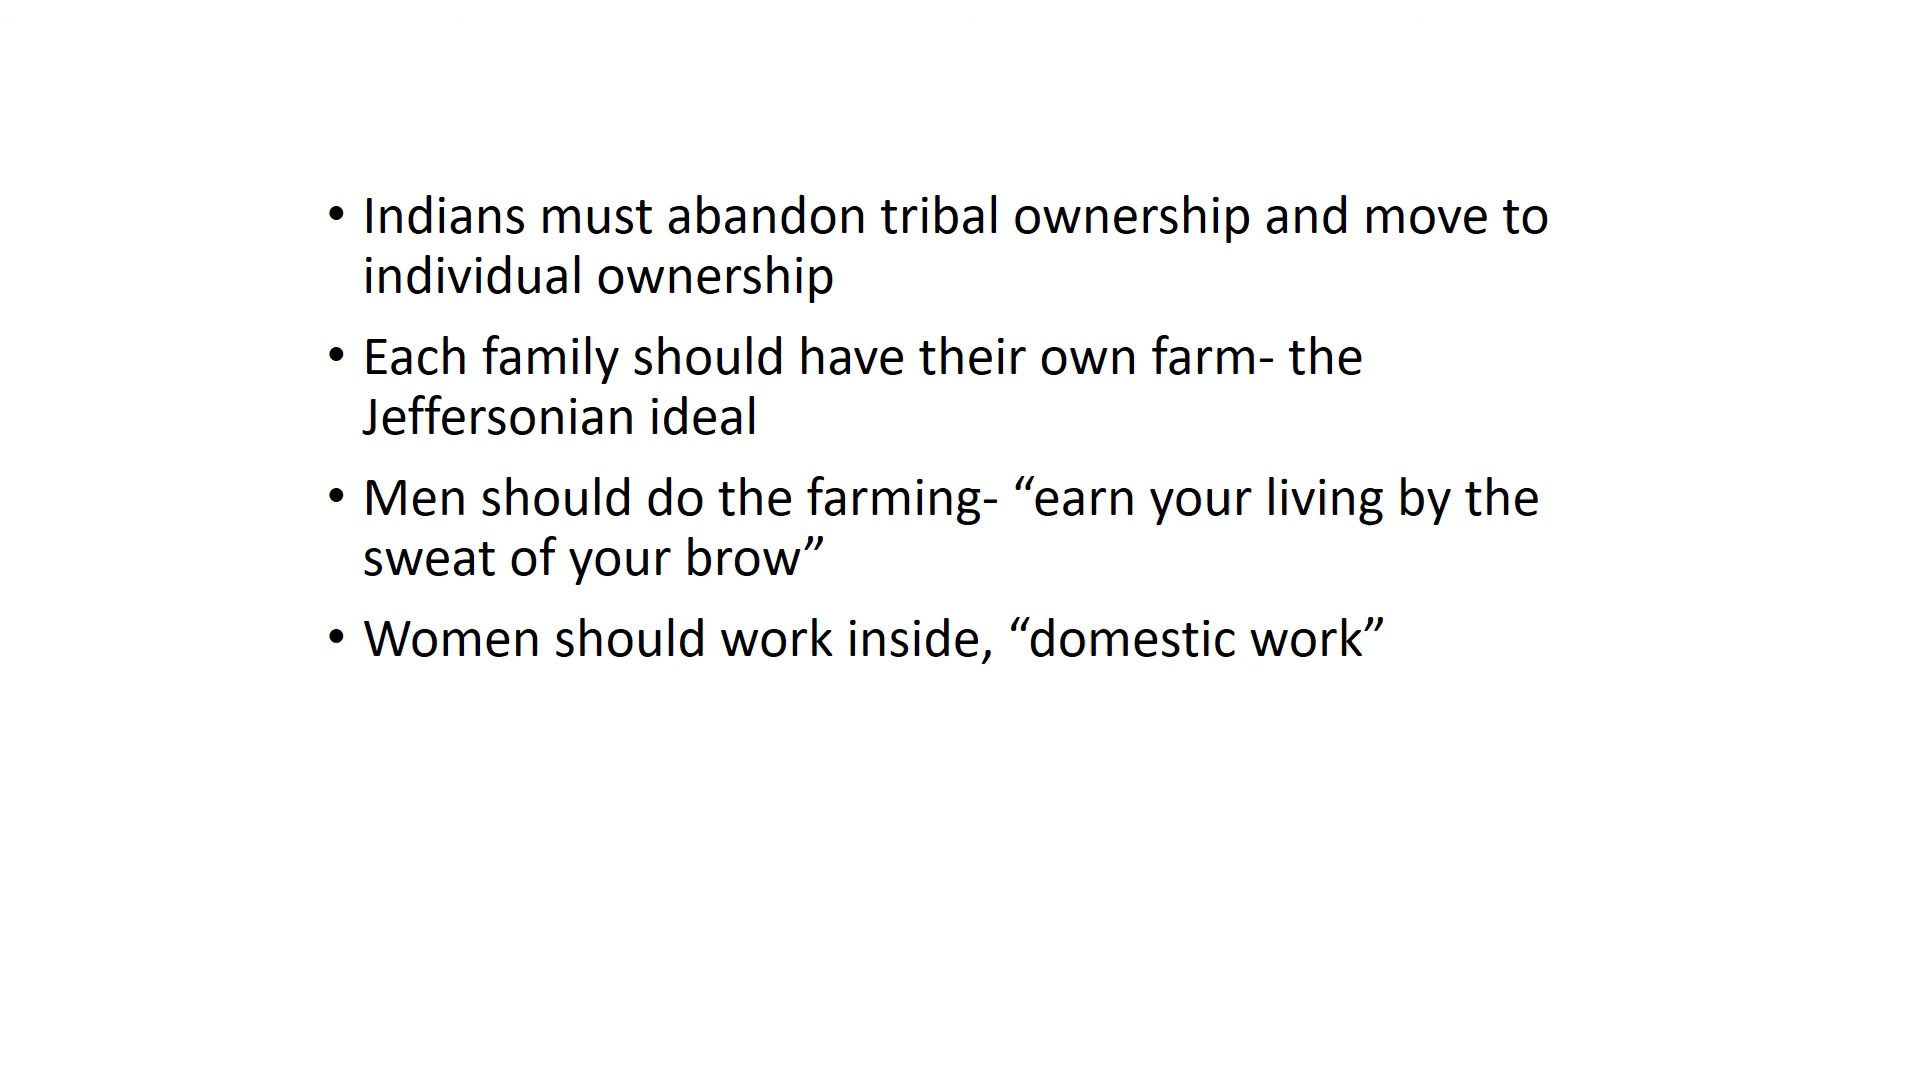 • Indians must abandon tribal ownership and move to
individual ownership
• Each family should have their own farm- the
Jeffersonian ideal
• Men should do the farming- “earn your living by the
sweat of your brow”
• Women should work inside, “domestic work”